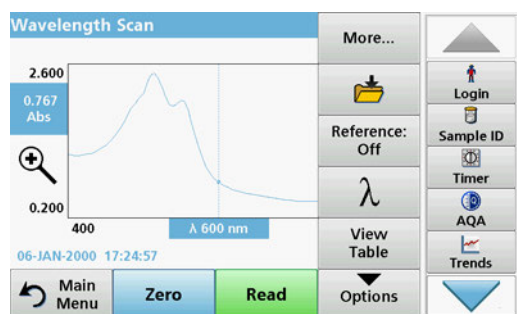 Wavelength Scan
2.600
0.767
Abs
0.200
400
λ 600 nm
06-JAN-2000 17:24:57
Main
Menu
Zero
Read
More...
Reference:
Off
λ
View
Table
Options
Login
Sample ID
Timer
AQA
Trends